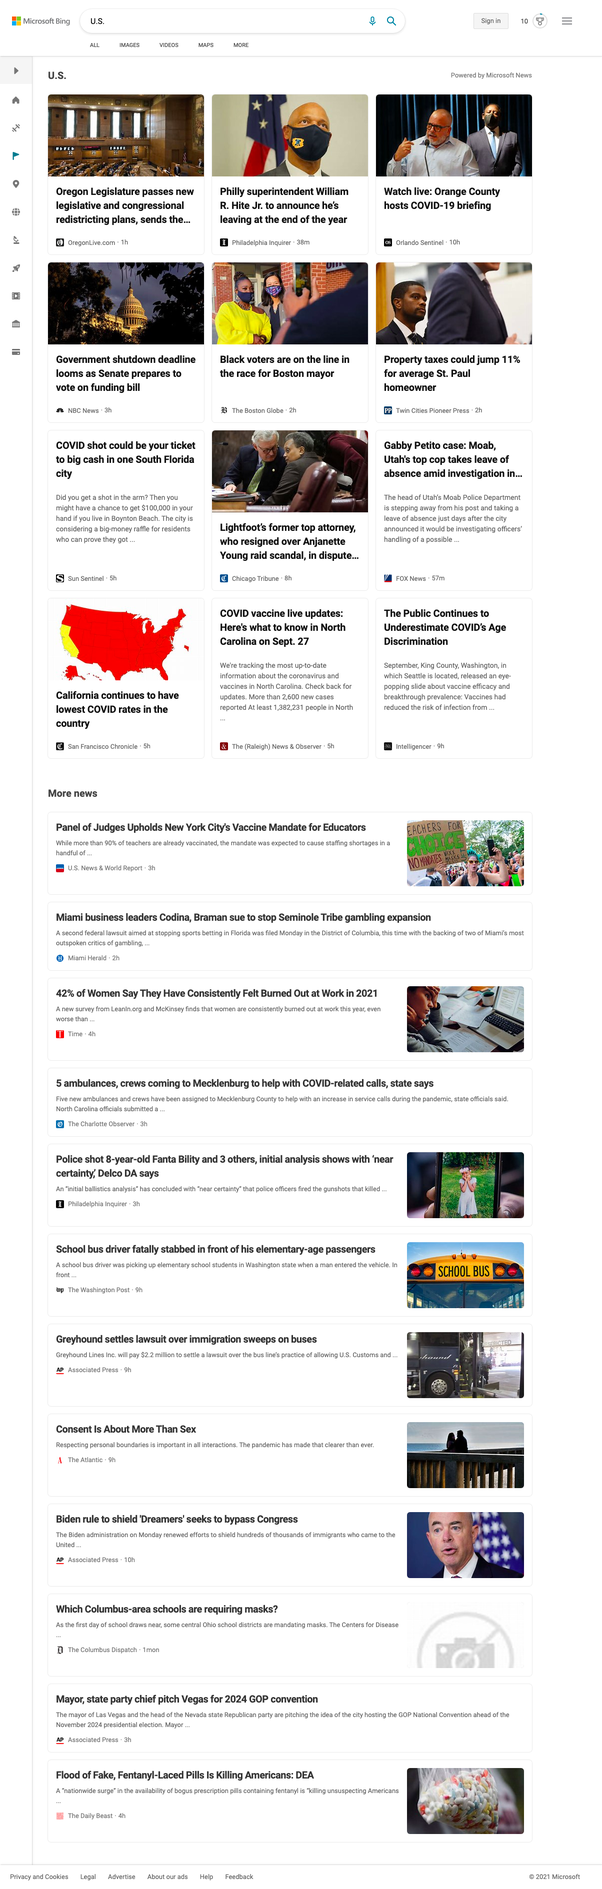 Microsoft Bing
U.S.
Sign in
10
ALL
IMAGES
VIDEOS
MAPS
MORE
U.S.
Powered by Microsoft News
Oregon Legislature passes new
legislative and congressional
redistricting plans, sends the...
OregonLive.com · 1h
Philly superintendent William
R. Hite Jr. to announce he's
leaving at the end of the year
Philadelphia Inquirer · 38m
Watch live: Orange County
hosts COVID-19 briefing
Orlando Sentinel · 10h
Government shutdown deadline
looms as Senate prepares to
vote on funding bill
NBC News · 3h
Black voters are on the line in
the race for Boston mayor
The Boston Globe · 2h
Property taxes could jump 11%
for average St. Paul
homeowner
Twin Cities Pioneer Press · 2h
COVID shot could be your ticket
to big cash in one South Florida
city
Did you get a shot in the arm? Then you
might have a chance to get $100,000 in your
hand if you live in Boynton Beach. The city is
considering a big-money raffle for residents
who can prove they got ...
Sun Sentinel · 5h
Lightfoot's former top attorney,
who resigned over Anjanette
Young raid scandal, in dispute...
Chicago Tribune · 8h
Gabby Petito case: Moab,
Utah's top cop takes leave of
absence amid investigation in...
The head of Utah's Moab Police Department
is stepping away from his post and taking a
leave of absence just days after the city
announced it would be investigating officers'
handling of a possible ...
FOX News · 57m
California continues to have
lowest COVID rates in the
country
San Francisco Chronicle · 5h
COVID vaccine live updates:
Here's what to know in North
Carolina on Sept. 27
We're tracking the most up-to-date
information about the coronavirus and
vaccines in North Carolina. Check back for
updates. More than 2,600 new cases
reported At least 1,382,231 people in North
...
The (Raleigh) News & Observer · 5h
The Public Continues to
Underestimate COVID's Age
Discrimination
September, King County, Washington, in
which Seattle is located, released an eye-
popping slide about vaccine efficacy and
breakthrough prevalence: Vaccines had
reduced the risk of infection from ...
Intelligencer · 9h
More news
Panel of Judges Upholds New York City's Vaccine Mandate for Educators
While more than 90% of teachers are already vaccinated, the mandate was expected to cause staffing shortages in a
handful of ...
U.S. News & World Report · 3h
EACHERS FOR
CHOICE
NO MANDATES
Miami business leaders Codina, Braman sue to stop Seminole Tribe gambling expansion
A second federal lawsuit aimed at stopping sports betting in Florida was filed Monday in the District of Columbia, this time with the backing of two of Miami's most
outspoken critics of gambling, ...
Miami Herald · 2h
42% of Women Say They Have Consistently Felt Burned Out at Work in 2021
A new survey from LeanIn.org and McKinsey finds that women are consistently burned out at work this year, even
worse than ...
Time · 4h
5 ambulances, crews coming to Mecklenburg to help with COVID-related calls, state says
Five new ambulances and crews have been assigned to Mecklenburg County to help with an increase in service calls during the pandemic, state officials said.
North Carolina officials submitted a ...
The Charlotte Observer · 3h
Police shot 8-year-old Fanta Bility and 3 others, initial analysis shows with 'near
certainty,' Delco DA says
An "initial ballistics analysis" has concluded with "near certainty" that police officers fired the gunshots that killed ...
Philadelphia Inquirer · 3h
School bus driver fatally stabbed in front of his elementary-age passengers
A school bus driver was picking up elementary school students in Washington state when a man entered the vehicle. In
front ...
The Washington Post · 9h
SCHOOL BUS
Greyhound settles lawsuit over immigration sweeps on buses
Greyhound Lines Inc. will pay $2.2 million to settle a lawsuit over the bus line's practice of allowing U.S. Customs and ...
Associated Press · 9h
Consent Is About More Than Sex
Respecting personal boundaries is important in all interactions. The pandemic has made that clearer than ever.
The Atlantic · 9h
Biden rule to shield 'Dreamers' seeks to bypass Congress
The Biden administration on Monday renewed efforts to shield hundreds of thousands of immigrants who came to the
United ...
Associated Press · 10h
Which Columbus-area schools are requiring masks?
As the first day of school draws near, some central Ohio school districts are mandating masks. The Centers for Disease
...
The Columbus Dispatch · 1mon
Mayor, state party chief pitch Vegas for 2024 GOP convention
The mayor of Las Vegas and the head of the Nevada state Republican party are pitching the idea of the city hosting the GOP National Convention ahead of the
November 2024 presidential election. Mayor ...
Associated Press · 3h
Flood of Fake, Fentanyl-Laced Pills Is Killing Americans: DEA
A "nationwide surge" in the availability of bogus prescription pills containing fentanyl is "killing unsuspecting Americans
...
The Daily Beast · 4h
Privacy and Cookies
Legal
Advertise
About our ads
Help
Feedback
© 2021 Microsoft